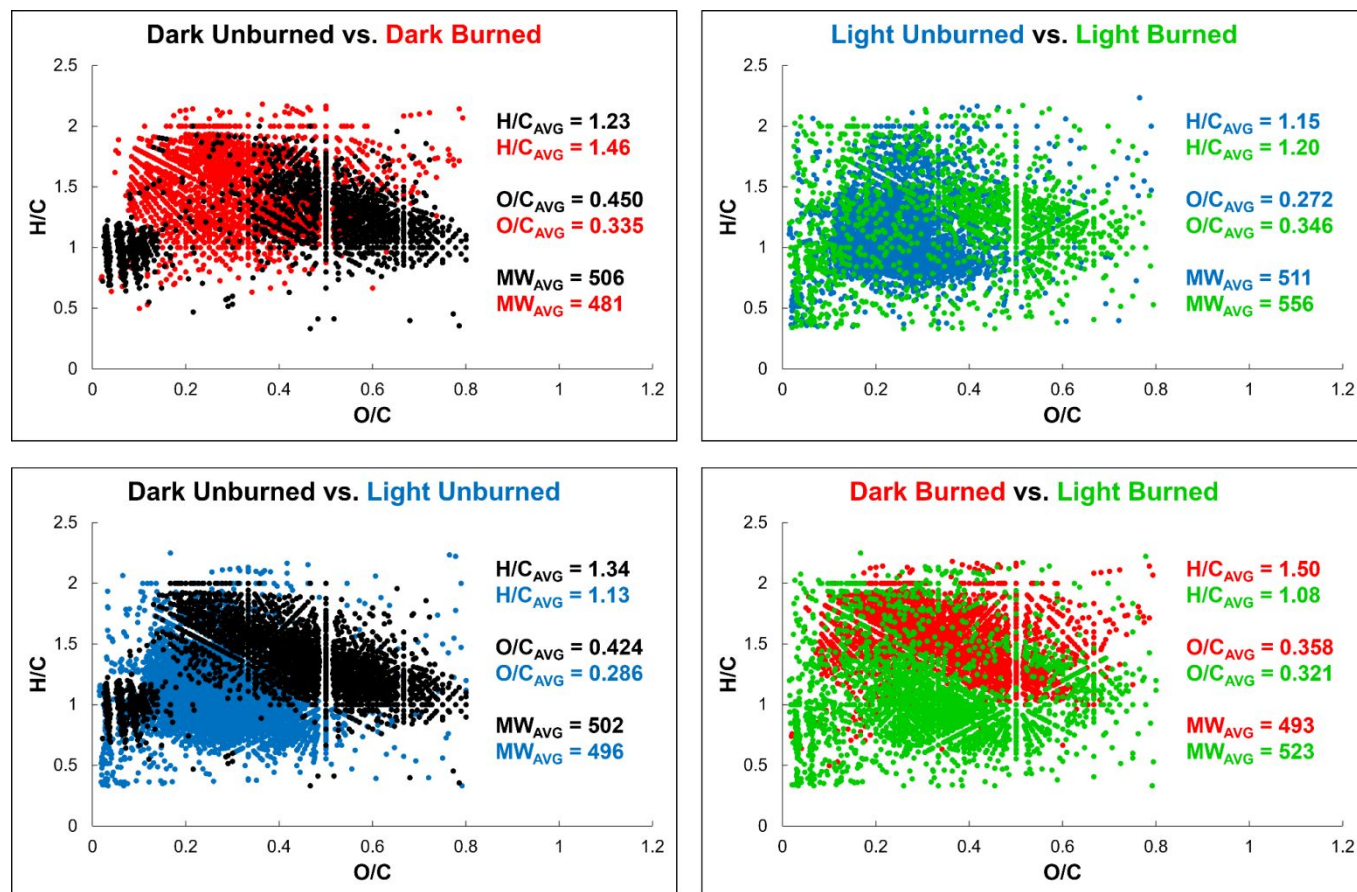 Dark Unburned vs. Dark Burned
2.5
2
1.5
1
0.5
0
H/C
0 0.2 0.4 0.6 0.8 1 1.2
O/C
H/CAVG = 1.23
H/CAVG = 1.46
O/CAVG = 0.450
O/CAVG = 0.335
MWAVG = 506
MWAVG = 481
Light Unburned vs. Light Burned
2.5
2
1.5
1
0.5
0
H/C
0 0.2 0.4 0.6 0.8 1 1.2
O/C
H/CAVG = 1.15
H/CAVG = 1.20
O/CAVG = 0.272
O/CAVG = 0.346
MWAVG = 511
MWAVG = 556
Dark Unburned vs. Light Unburned
2.5
2
1.5
1
0.5
0
H/C
0 0.2 0.4 0.6 0.8 1 1.2
O/C
H/CAVG = 1.34
H/CAVG = 1.13
O/CAVG = 0.424
O/CAVG = 0.286
MWAVG = 502
MWAVG = 496
Dark Burned vs. Light Burned
2.5
2
1.5
1
0.5
0
H/C
0 0.2 0.4 0.6 0.8 1 1.2
O/C
H/CAVG = 1.50
H/CAVG = 1.08
O/CAVG = 0.358
O/CAVG = 0.321
MWAVG = 493
MWAVG = 523